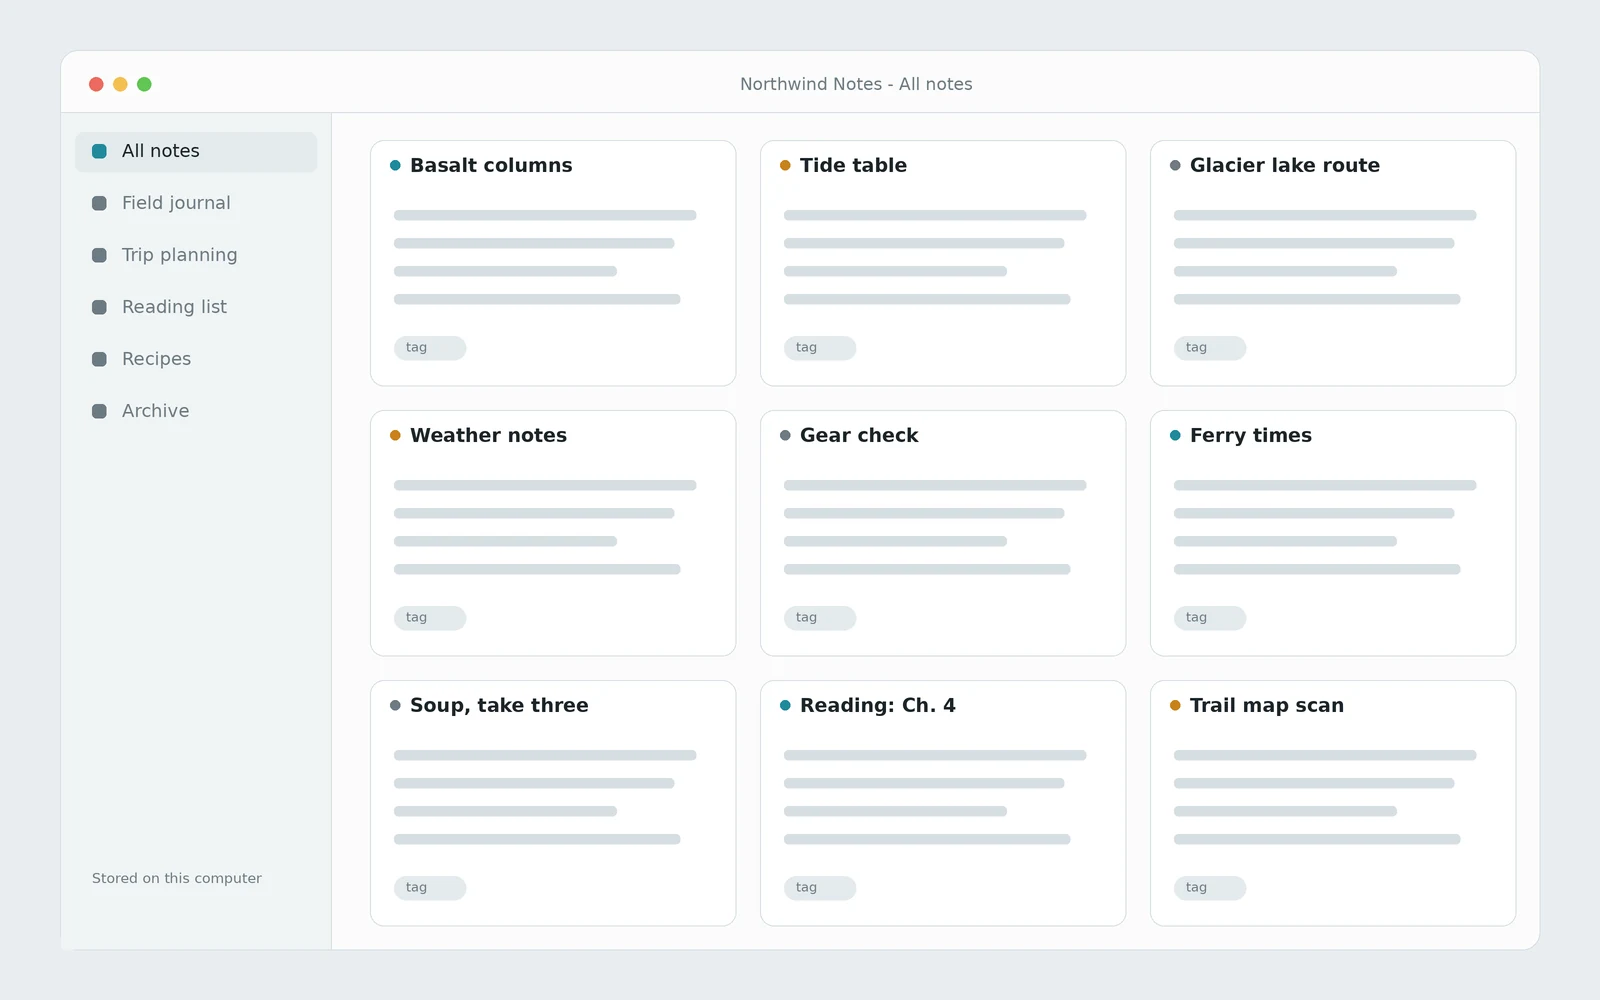 Northwind Notes - All notes
All notes
Field journal
Trip planning
Reading list
Recipes
Archive
Stored on this computer
Basalt columns
tag
Tide table
tag
Glacier lake route
tag
Weather notes
tag
Gear check
tag
Ferry times
tag
Soup, take three
tag
Reading: Ch. 4
tag
Trail map scan
tag